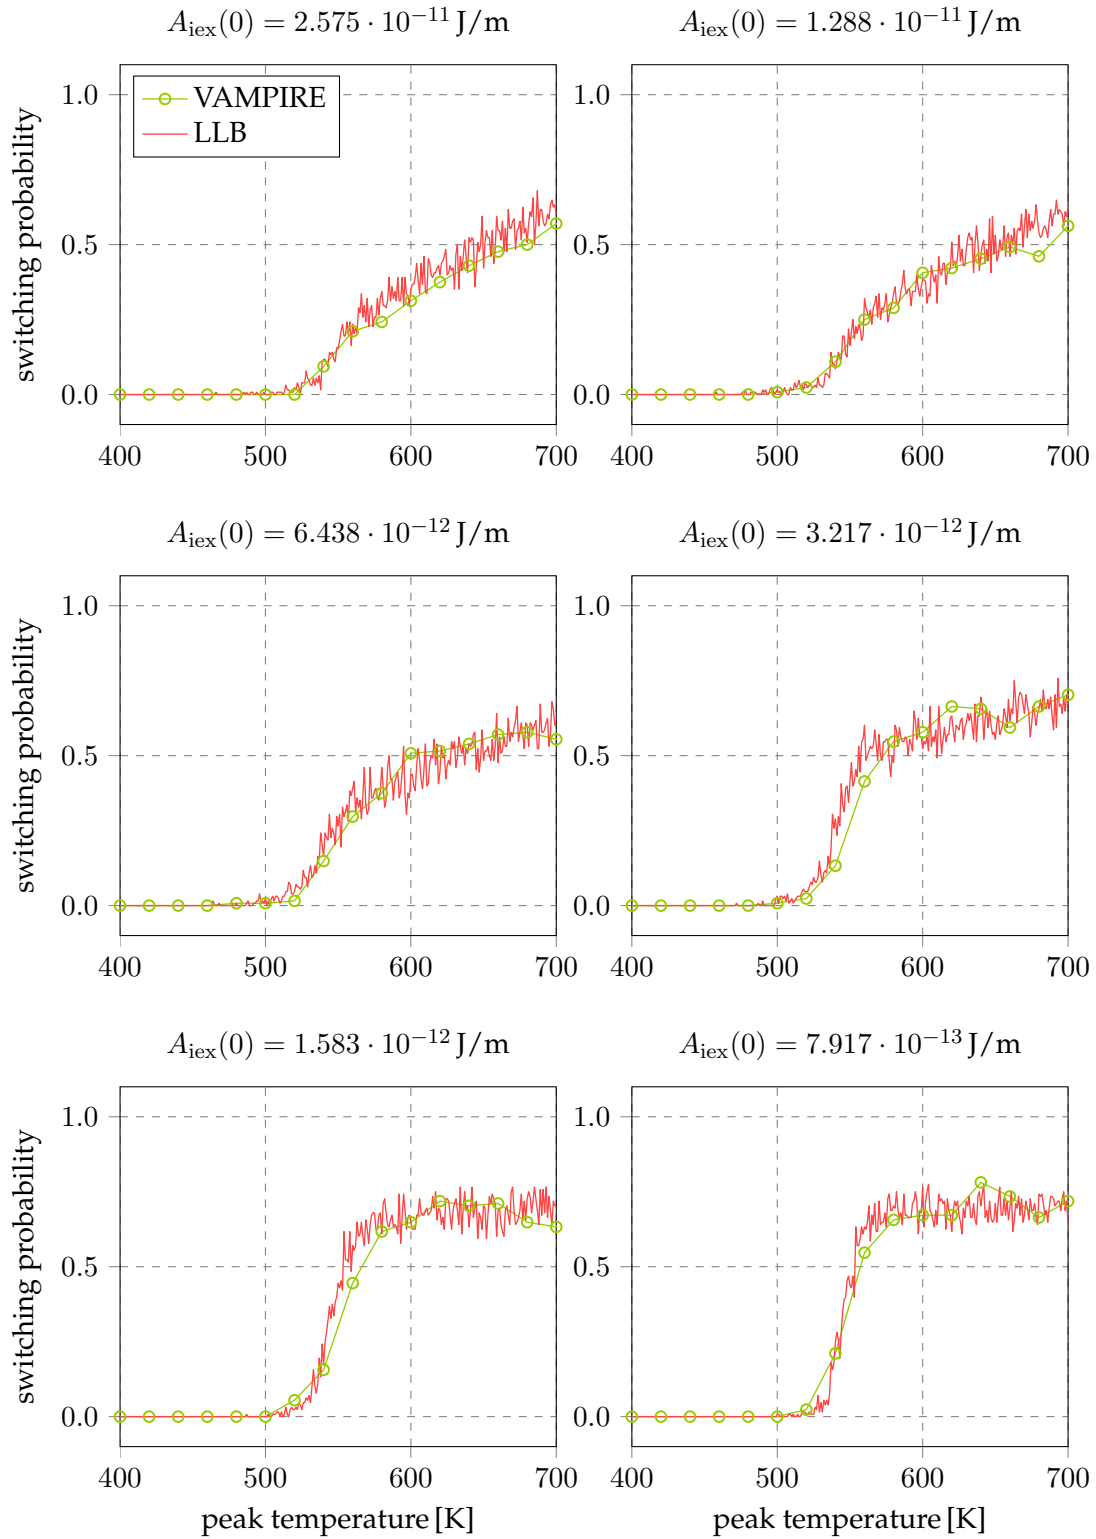 A_iex(0) = 2.575 · 10^−11 J/m
A_iex(0) = 1.288 · 10^−11 J/m
VAMPIRE
LLB
switching probability
1.0
0.5
0.0
400 500 600 700
1.0
0.5
0.0
400 500 600 700
A_iex(0) = 6.438 · 10^−12 J/m
A_iex(0) = 3.217 · 10^−12 J/m
switching probability
1.0
0.5
0.0
400 500 600 700
1.0
0.5
0.0
400 500 600 700
A_iex(0) = 1.583 · 10^−12 J/m
A_iex(0) = 7.917 · 10^−13 J/m
switching probability
1.0
0.5
0.0
400 500 600 700
peak temperature [K]
1.0
0.5
0.0
400 500 600 700
peak temperature [K]